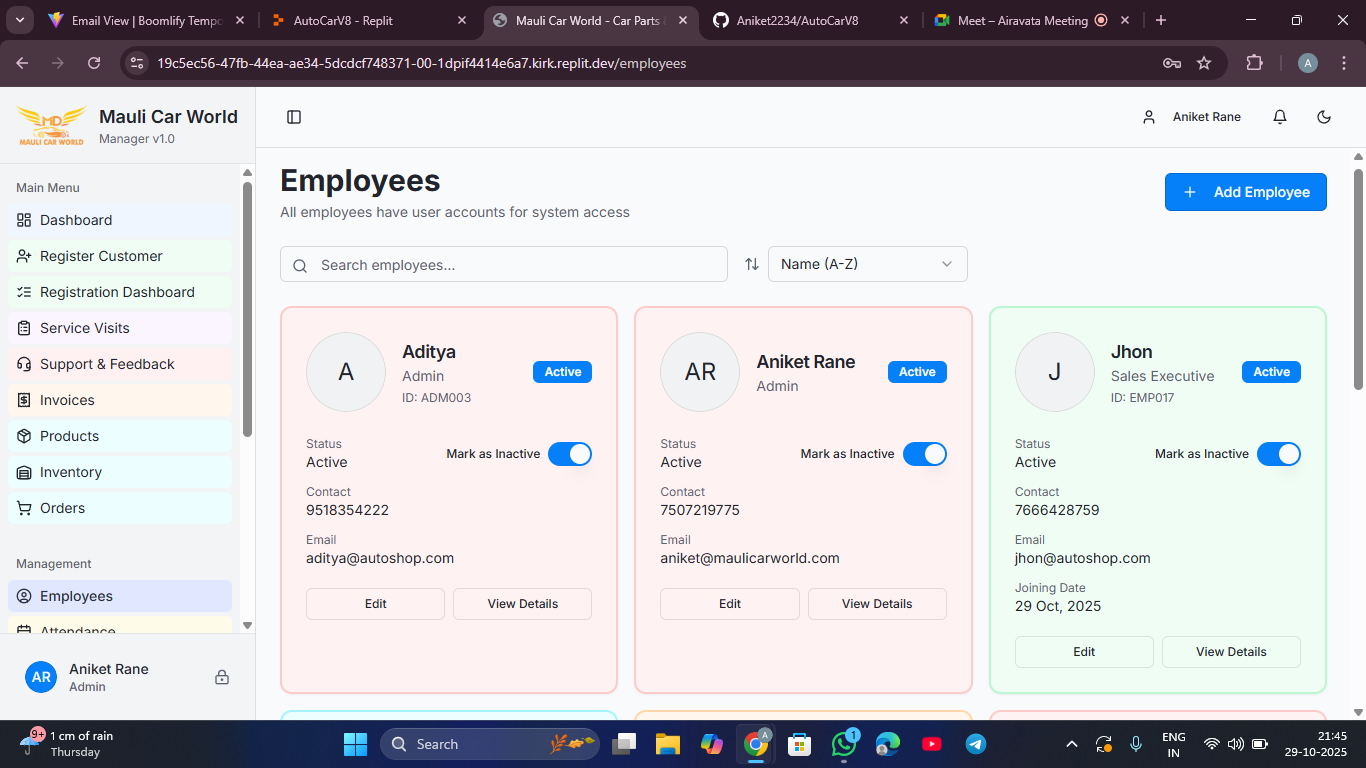 Email View | Boomlify Tempo
AutoCarV8 - Replit
Mauli Car World - Car Parts &
Aniket2234/AutoCarV8
Meet – Airavata Meeting
19c5ec56-47fb-44ea-ae34-5dcdcf748371-00-1dpif4414e6a7.kirk.replit.dev/employees
A
MD
MAULI CAR WORLD
Mauli Car World
Manager v1.0
Aniket Rane
Main Menu
Dashboard
Register Customer
Registration Dashboard
Service Visits
Support & Feedback
Invoices
Products
Inventory
Orders
Management
Employees
Attendance
AR
Aniket Rane
Admin
Employees
All employees have user accounts for system access
Add Employee
Search employees...
Name (A-Z)
A
Aditya
Admin
ID: ADM003
Active
Status
Active
Mark as Inactive
Contact
9518354222
Email
aditya@autoshop.com
Edit
View Details
AR
Aniket Rane
Admin
Active
Status
Active
Mark as Inactive
Contact
7507219775
Email
aniket@maulicarworld.com
Edit
View Details
J
Jhon
Sales Executive
ID: EMP017
Active
Status
Active
Mark as Inactive
Contact
7666428759
Email
jhon@autoshop.com
Joining Date
29 Oct, 2025
Edit
View Details
9+
1 cm of rain
Thursday
Search
A
1
ENG
IN
21:45
29-10-2025